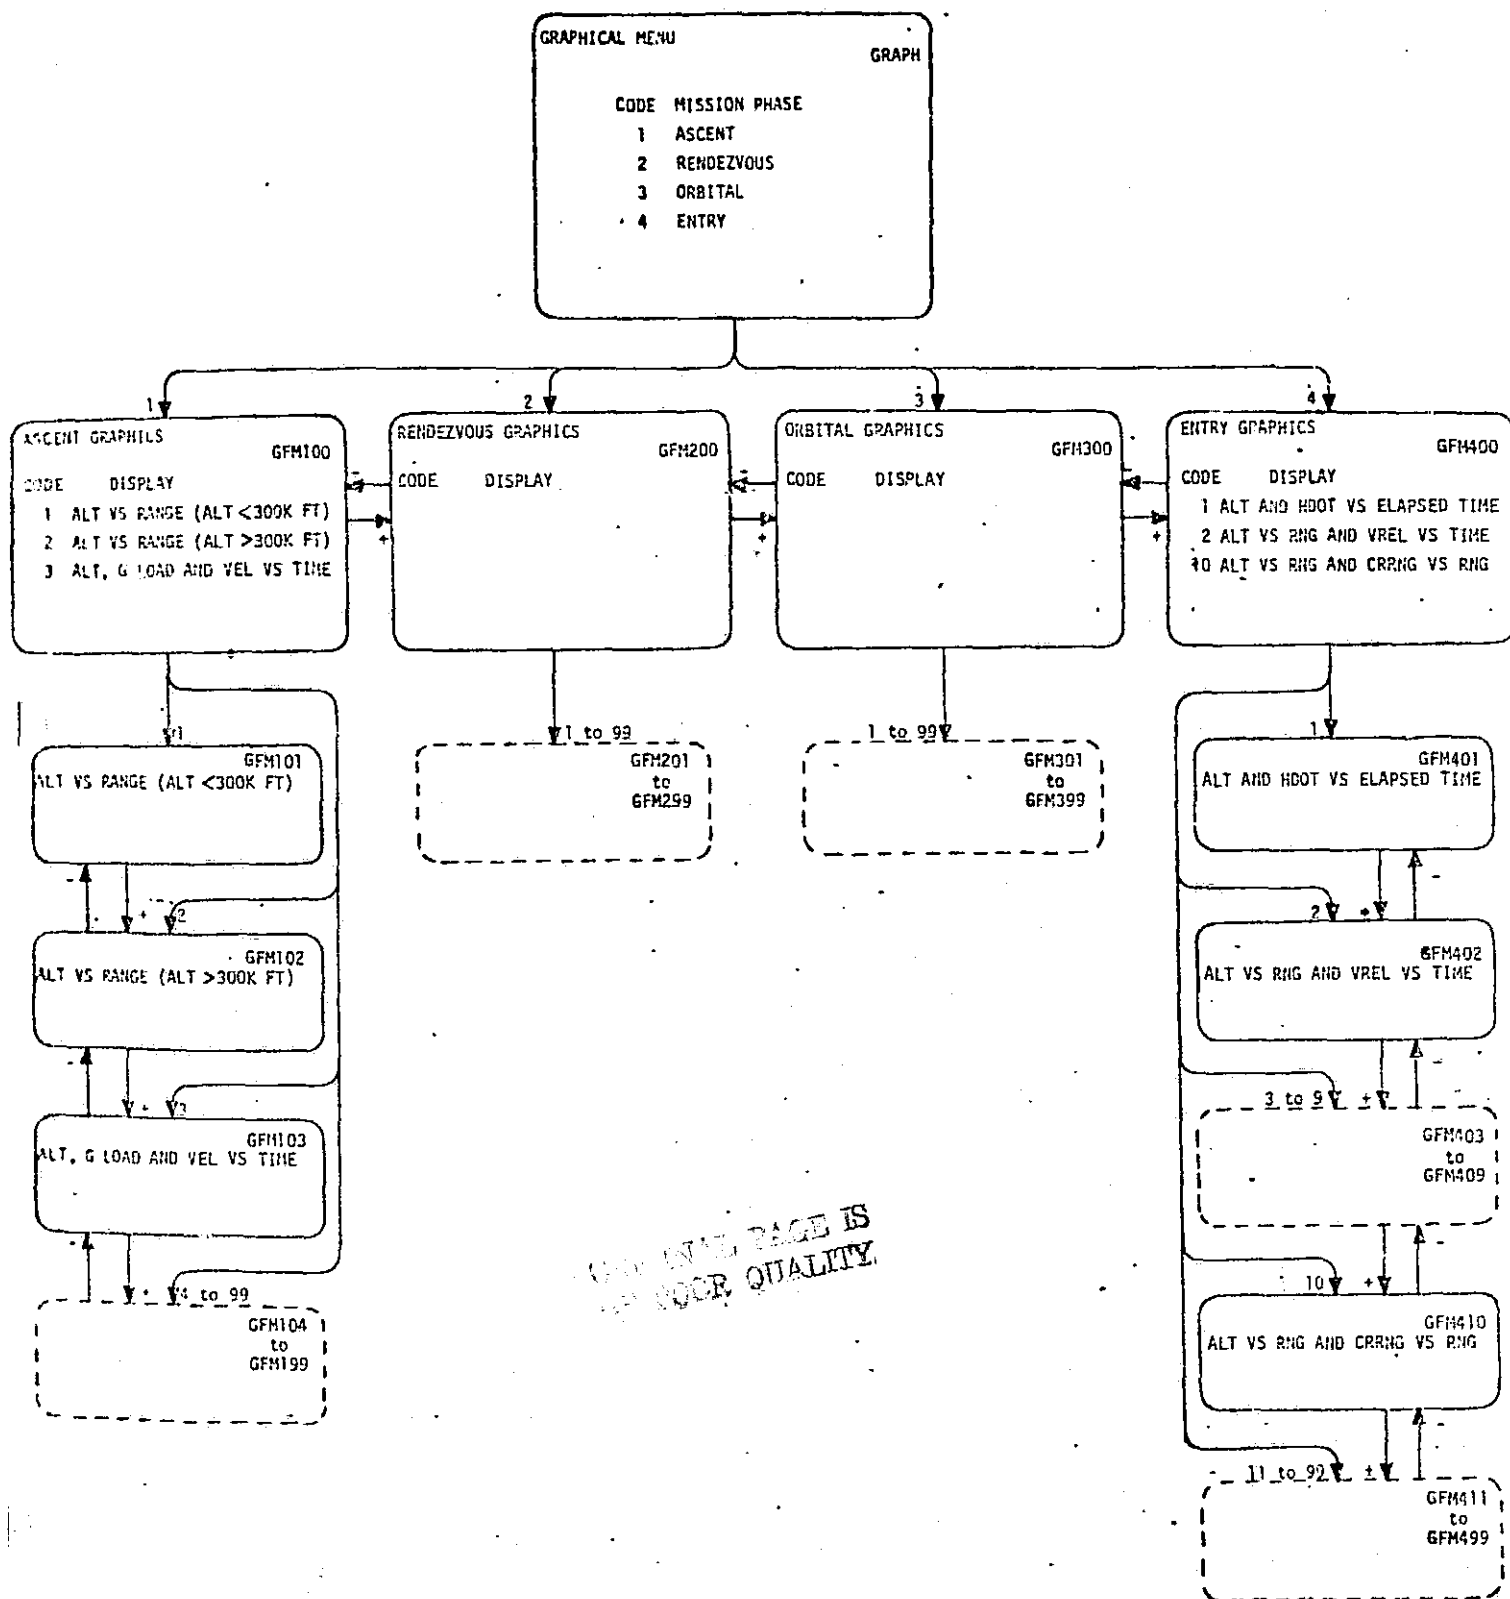 GRAPHICAL MENU
GRAPH
CODE MISSION PHASE
1 ASCENT
2 RENDEZVOUS
3 ORBITAL
4 ENTRY
1
2
3
4
ASCENT GRAPHICS
GFM100
CODE DISPLAY
1 ALT VS RANGE (ALT <300K FT)
2 ALT VS RANGE (ALT >300K FT)
3 ALT, G LOAD AND VEL VS TIME
-
+
RENDEZVOUS GRAPHICS
GFM200
CODE DISPLAY
-
+
ORBITAL GRAPHICS
GFM300
CODE DISPLAY
-
+
ENTRY GRAPHICS
GFM400
CODE DISPLAY
1 ALT AND HDOT VS ELAPSED TIME
2 ALT VS RNG AND VREL VS TIME
10 ALT VS RNG AND CRRNG VS RNG
1
GFM101
ALT VS RANGE (ALT <300K FT)
- + 2
GFM102
ALT VS RANGE (ALT >300K FT)
- + 3
GFM103
ALT, G LOAD AND VEL VS TIME
- + 4 to 99
GFM104
to
GFM199
1 to 99
GFM201
to
GFM299
1 to 99
GFM301
to
GFM399
1
GFM401
ALT AND HDOT VS ELAPSED TIME
2 + -
GFM402
ALT VS RNG AND VREL VS TIME
3 to 9 + -
GFM403
to
GFM409
10 + -
GFM410
ALT VS RNG AND CRRNG VS RNG
11 to 99 + -
GFM411
to
GFM499
PAGE IS
POOR QUALITY